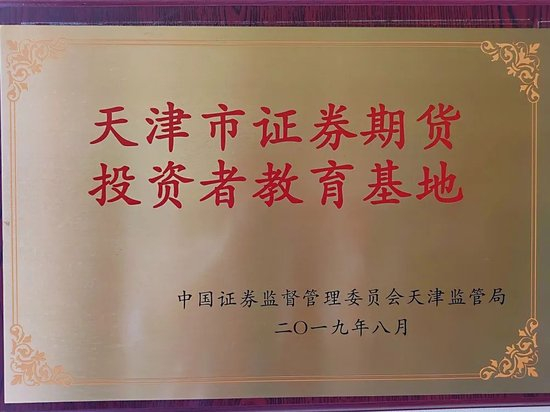 天津市证券期货
投资者教育基地
中国证券监督管理委员会天津监管局
二〇一九年八月